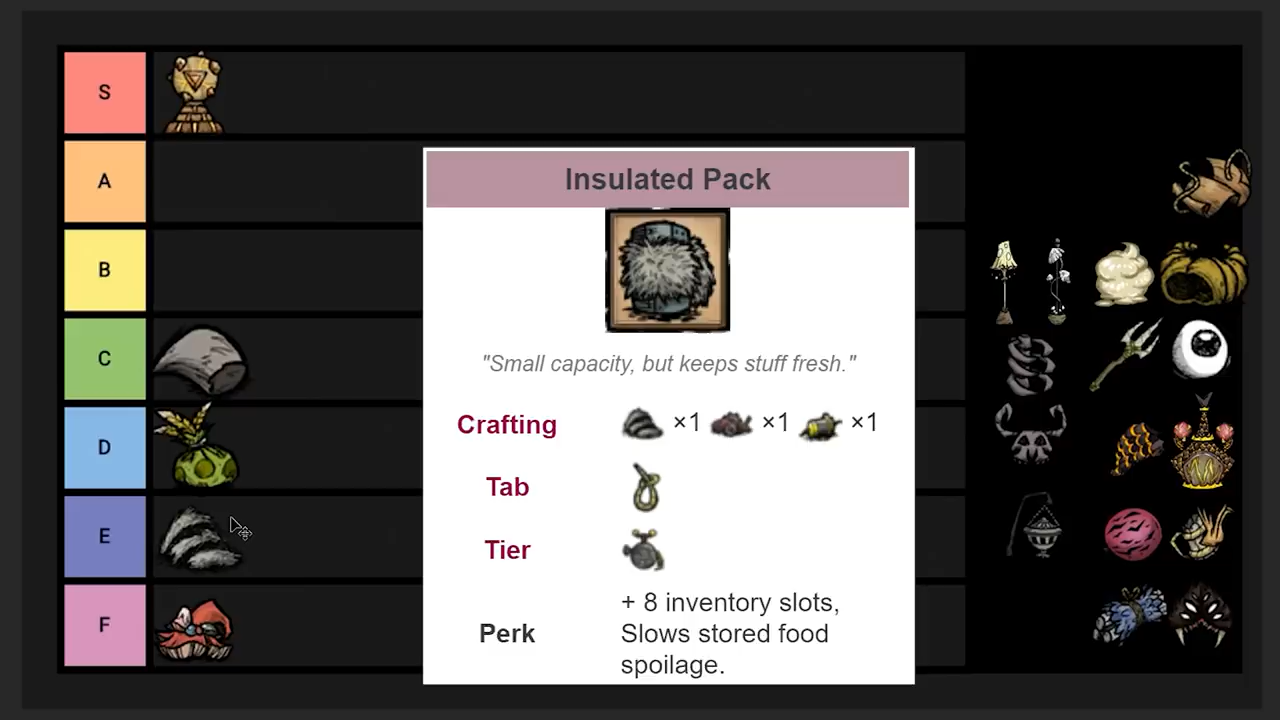 S
A
B
C
D
E
F
Insulated Pack
"Small capacity, but keeps stuff fresh."
Crafting ×1 ×1 ×1
Tab
Tier
Perk
+ 8 inventory slots,
Slows stored food
spoilage.